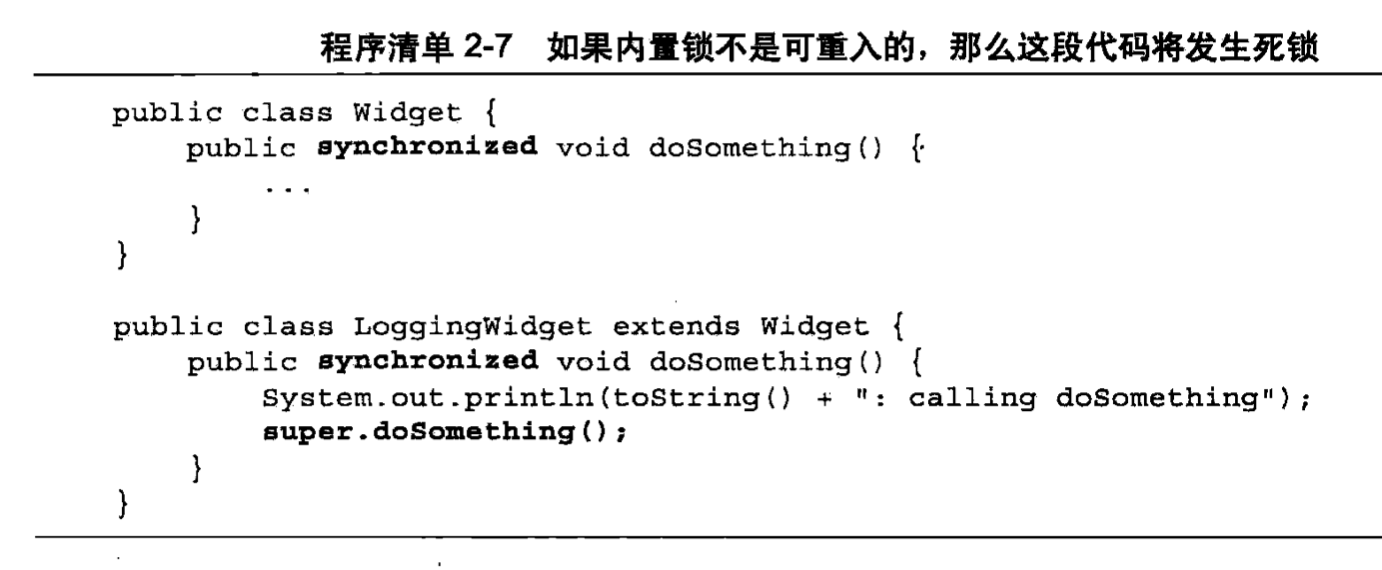 程序清单 2-7 如果内置锁不是可重入的，那么这段代码将发生死锁
public class Widget {
public synchronized void doSomething() {
...
}
}
public class LoggingWidget extends Widget {
public synchronized void doSomething() {
System.out.println(toString() + ": calling doSomething");
super.doSomething();
}
}